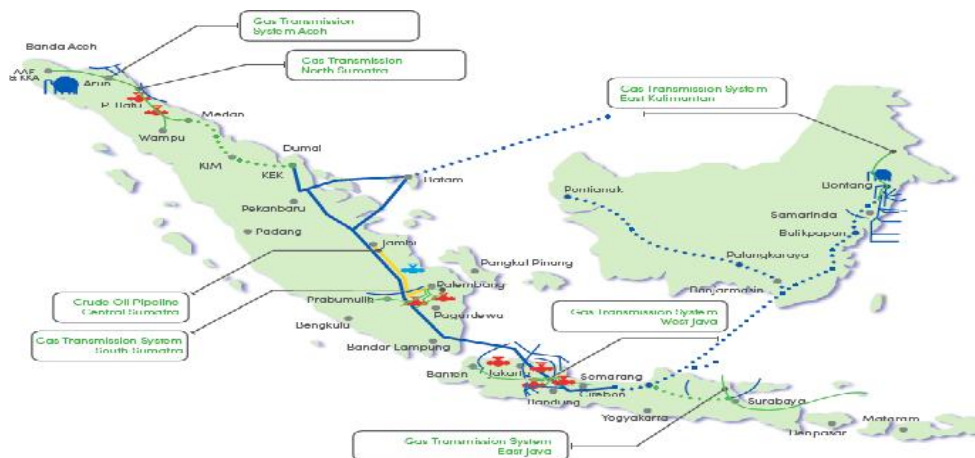 Gas Transmission
System Aceh
Banda Aceh
Gas Transmission
North Sumatra
AAF
& KKA
Arun
Medan
Wampu
Gas Transmission System
East Kalimantan
Dumai
KIM
KEK
Batam
Pekanbaru
Padang
Pontianak
Bontang
Samarinda
Balikpapan
Jambi
Pangkal Pinang
Palangkaraya
Banjarmasin
Crude Oil Pipeline
Central Sumatra
Palembang
Prabumulih
Pagardewa
Gas Transmission System
West Java
Gas Transmission System
South Sumatra
Bengkulu
Bandar Lampung
Banten
Jakarta
Semarang
Cirebon
Bandung
Surabaya
Yogyakarta
Denpasar
Mataram
Gas Transmission System
East Java